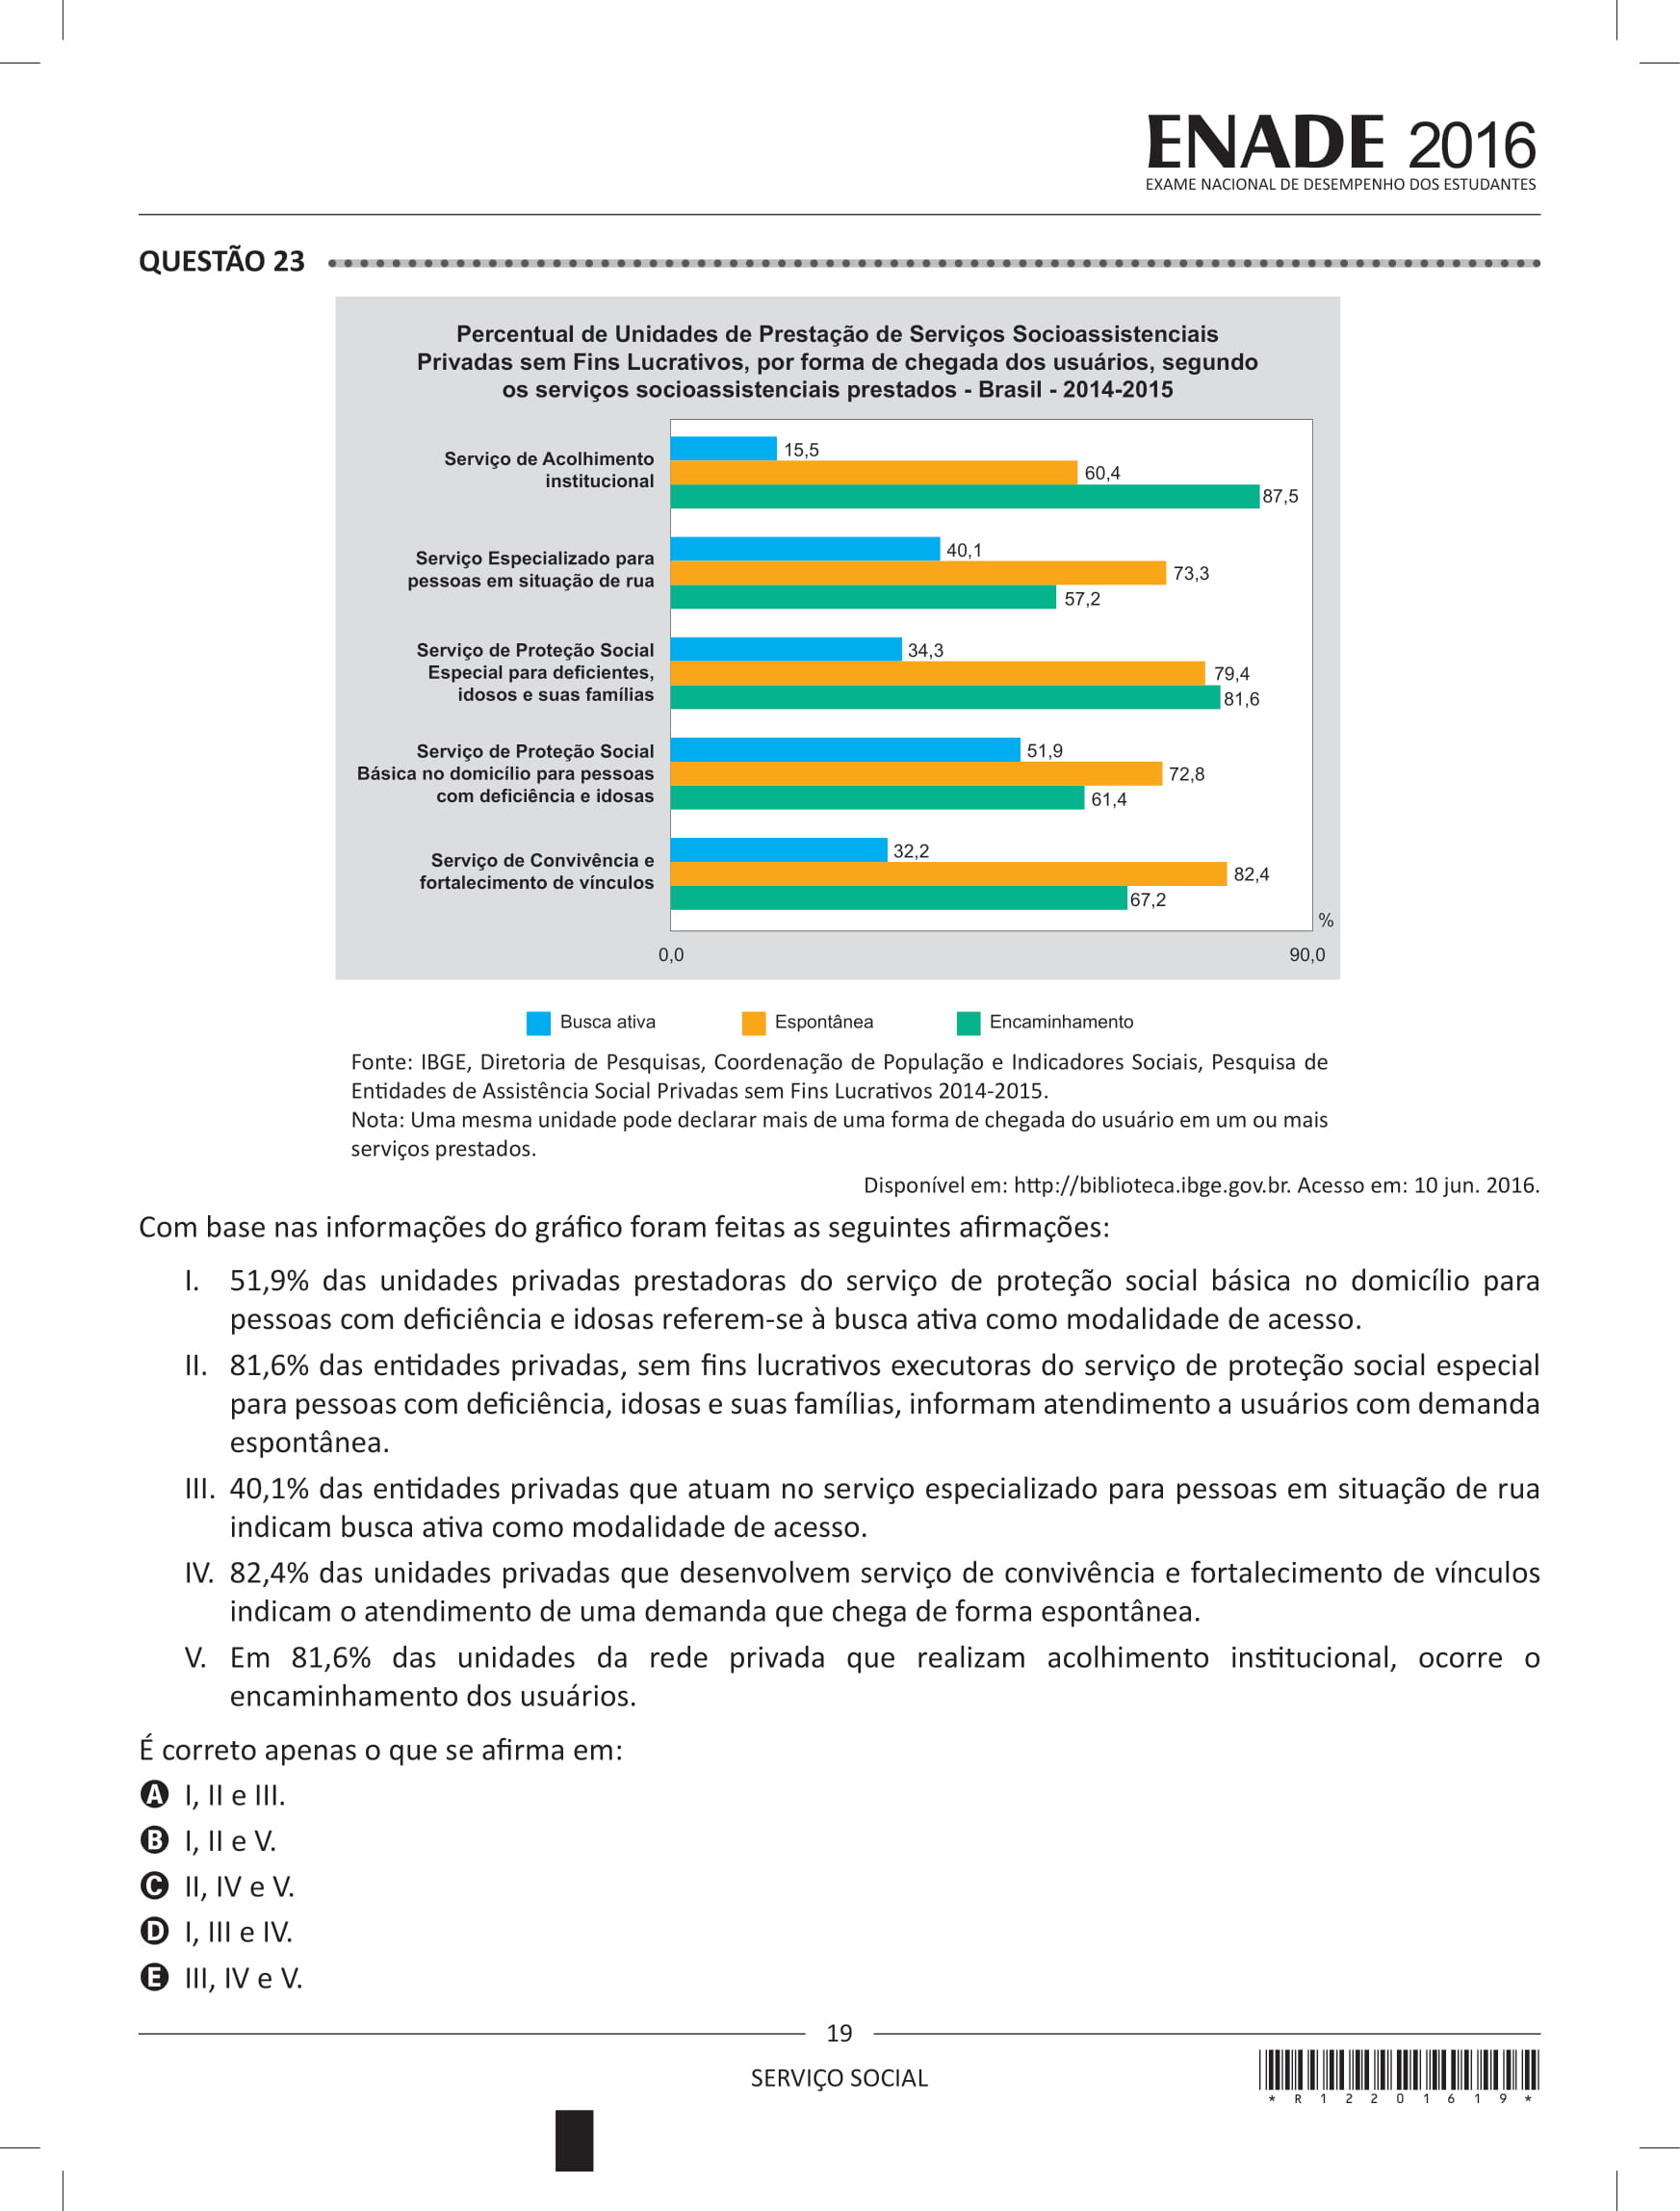 ENADE 2016
EXAME NACIONAL DE DESEMPENHO DOS ESTUDANTES
QUESTÃO 23
Percentual de Unidades de Prestação de Serviços Socioassistenciais
Privadas sem Fins Lucrativos, por forma de chegada dos usuários, segundo
os serviços socioassistenciais prestados - Brasil - 2014-2015
Serviço de Acolhimento
institucional
15,5
60,4
87,5
Serviço Especializado para
pessoas em situação de rua
40,1
73,3
57,2
Serviço de Proteção Social
Especial para deficientes,
idosos e suas famílias
34,3
79,4
81,6
Serviço de Proteção Social
Básica no domicílio para pessoas
com deficiência e idosas
51,9
72,8
61,4
Serviço de Convivência e
fortalecimento de vínculos
32,2
82,4
67,2
%
0,0 90,0
Busca ativa Espontânea Encaminhamento
Fonte: IBGE, Diretoria de Pesquisas, Coordenação de População e Indicadores Sociais, Pesquisa de
Entidades de Assistência Social Privadas sem Fins Lucrativos 2014-2015.
Nota: Uma mesma unidade pode declarar mais de uma forma de chegada do usuário em um ou mais
serviços prestados.
Disponível em: http://biblioteca.ibge.gov.br. Acesso em: 10 jun. 2016.
Com base nas informações do gráfico foram feitas as seguintes afirmações:
I. 51,9% das unidades privadas prestadoras do serviço de proteção social básica no domicílio para
pessoas com deficiência e idosas referem-se à busca ativa como modalidade de acesso.
II. 81,6% das entidades privadas, sem fins lucrativos executoras do serviço de proteção social especial
para pessoas com deficiência, idosas e suas famílias, informam atendimento a usuários com demanda
espontânea.
III. 40,1% das entidades privadas que atuam no serviço especializado para pessoas em situação de rua
indicam busca ativa como modalidade de acesso.
IV. 82,4% das unidades privadas que desenvolvem serviço de convivência e fortalecimento de vínculos
indicam o atendimento de uma demanda que chega de forma espontânea.
V. Em 81,6% das unidades da rede privada que realizam acolhimento institucional, ocorre o
encaminhamento dos usuários.
É correto apenas o que se afirma em:
A I, II e III.
B I, II e V.
C II, IV e V.
D I, III e IV.
E III, IV e V.
19
SERVIÇO SOCIAL
* R 1 2 2 0 1 6 1 9 *